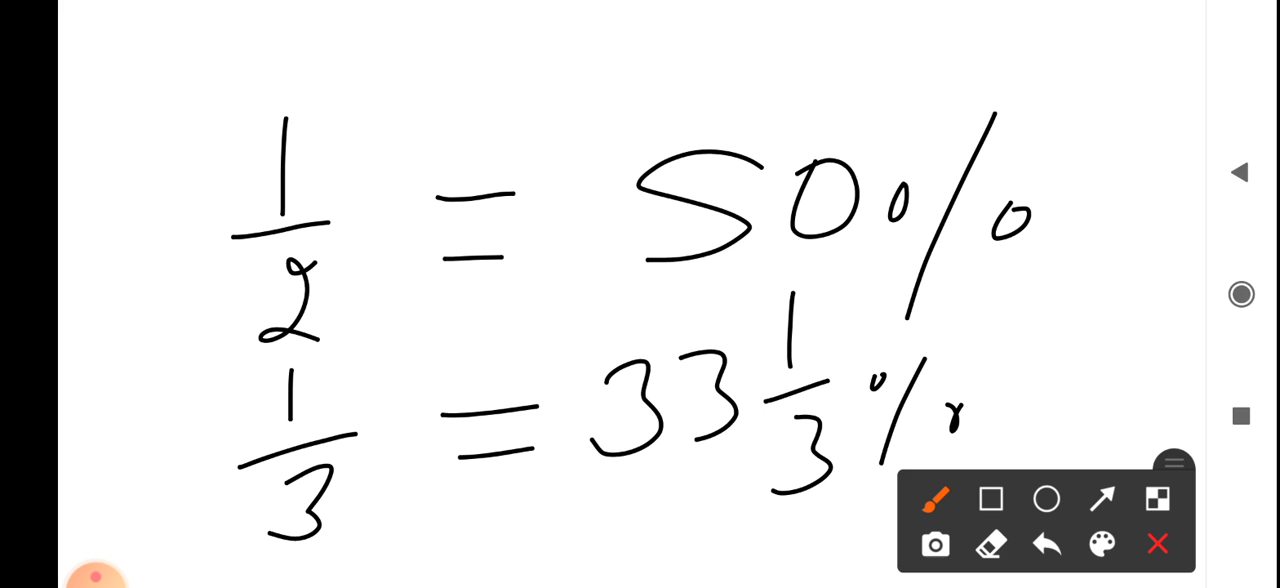 1/2 = 50%
1/3 = 33 1/3 %